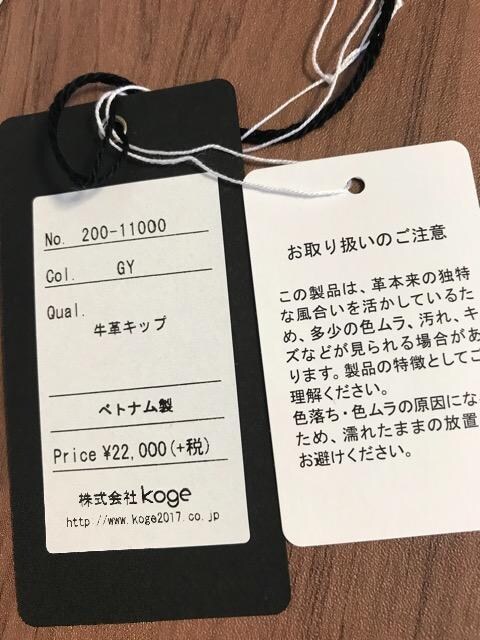 No. 200-11000
Col. GY
Qual.
牛革キップ
ベトナム製
Price ¥22,000(+税)
株式会社 koge
http://www.koge2017.co.jp
お取り扱いのご注意
この製品は、革本来の独特
な風合いを活かしているた
め、多少の色ムラ、汚れ、キ
ズなどが見られる場合があ
ります。製品の特徴としてご
理解ください。
色落ち・色ムラの原因にな
ため、濡れたままの放置
お避けください。